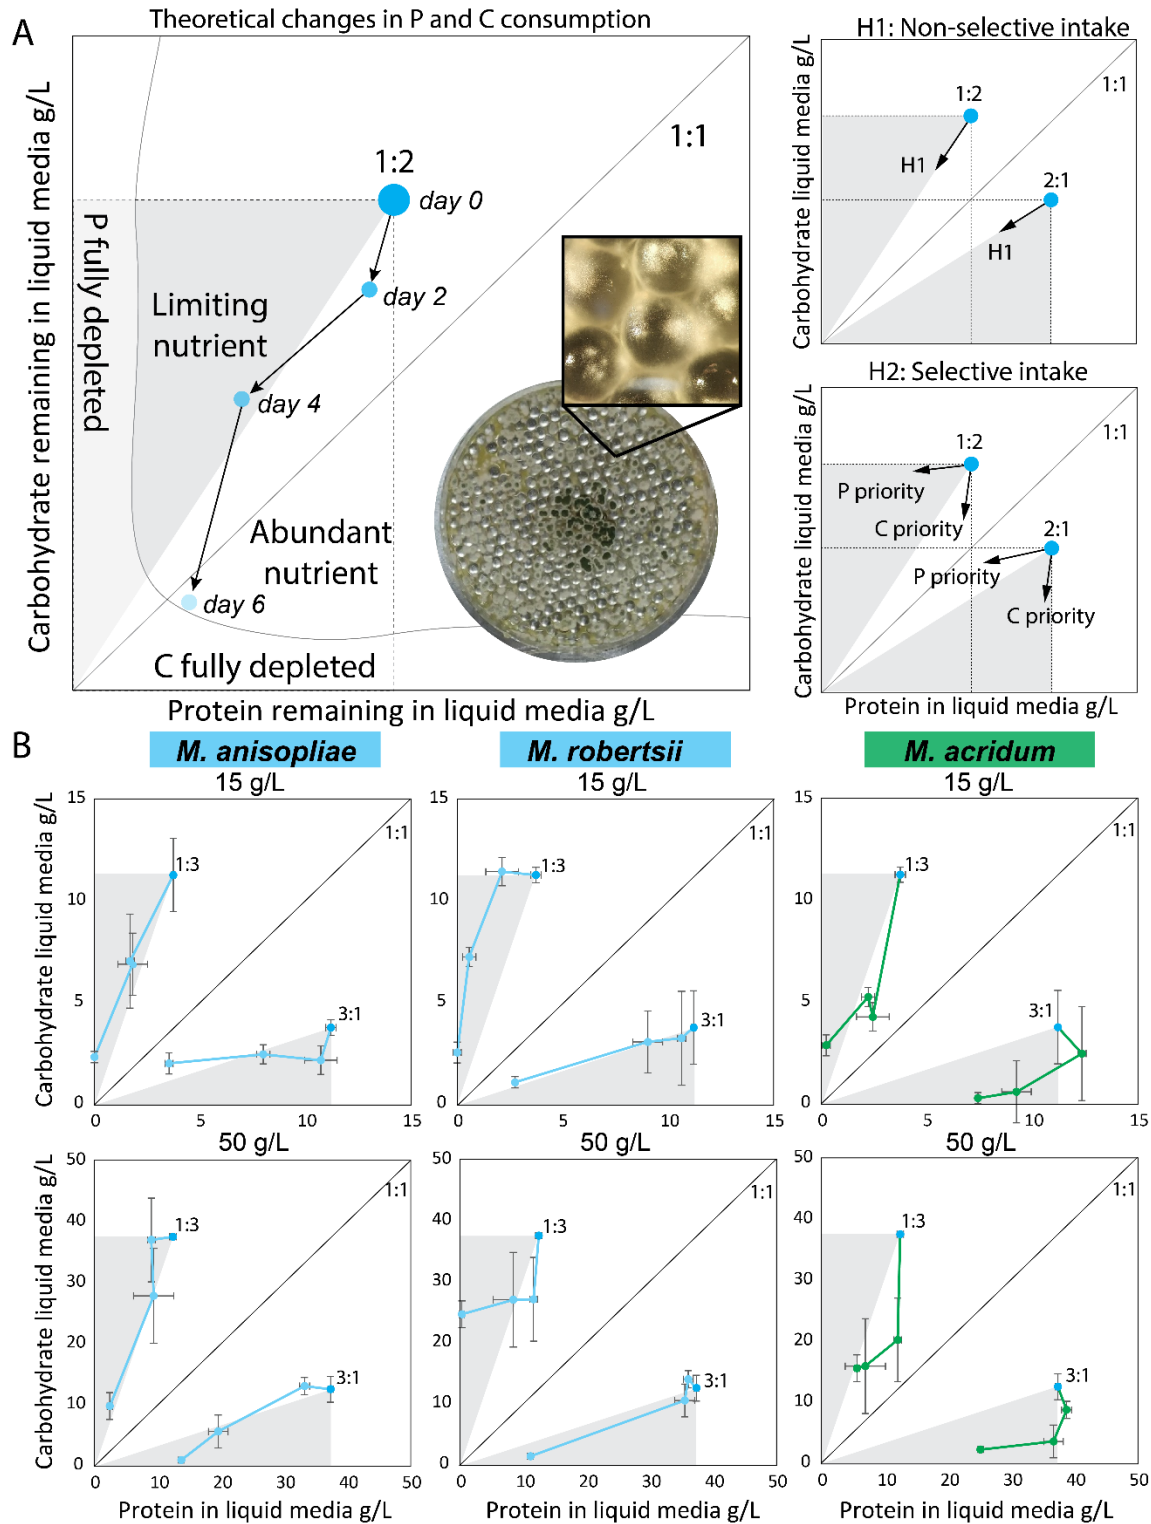 A
Theoretical changes in P and C consumption
Carbohydrate remaining in liquid media g/L
1:2
day 0
1:1
P fully depleted
Limiting
nutrient
day 2
day 4
Abundant
nutrient
day 6
C fully depleted
Protein remaining in liquid media g/L
H1: Non-selective intake
Carbohydrate liquid media g/L
1:1
1:2
H1
2:1
H1
H2: Selective intake
Carbohydrate liquid media g/L
1:1
1:2
P priority
C priority
2:1
P priority
C priority
Protein in liquid media g/L
B
M. anisopliae
M. robertsii
M. acridum
15 g/L
15 g/L
15 g/L
Carbohydrate liquid media g/L
15
10
5
0
1:3
1:1
3:1
0
5
10
15
15
10
5
0
1:3
1:1
3:1
0
5
10
15
15
10
5
0
1:3
1:1
3:1
0
5
10
15
50 g/L
50 g/L
50 g/L
Carbohydrate liquid media g/L
50
40
30
20
10
0
1:3
1:1
3:1
0
10
20
30
40
50
Protein in liquid media g/L
50
40
30
20
10
0
1:3
1:1
3:1
0
10
20
33
40
50
Protein in liquid media g/L
50
40
30
20
10
0
1:3
1:1
3:1
0
10
20
30
40
50
Protein in liquid media g/L